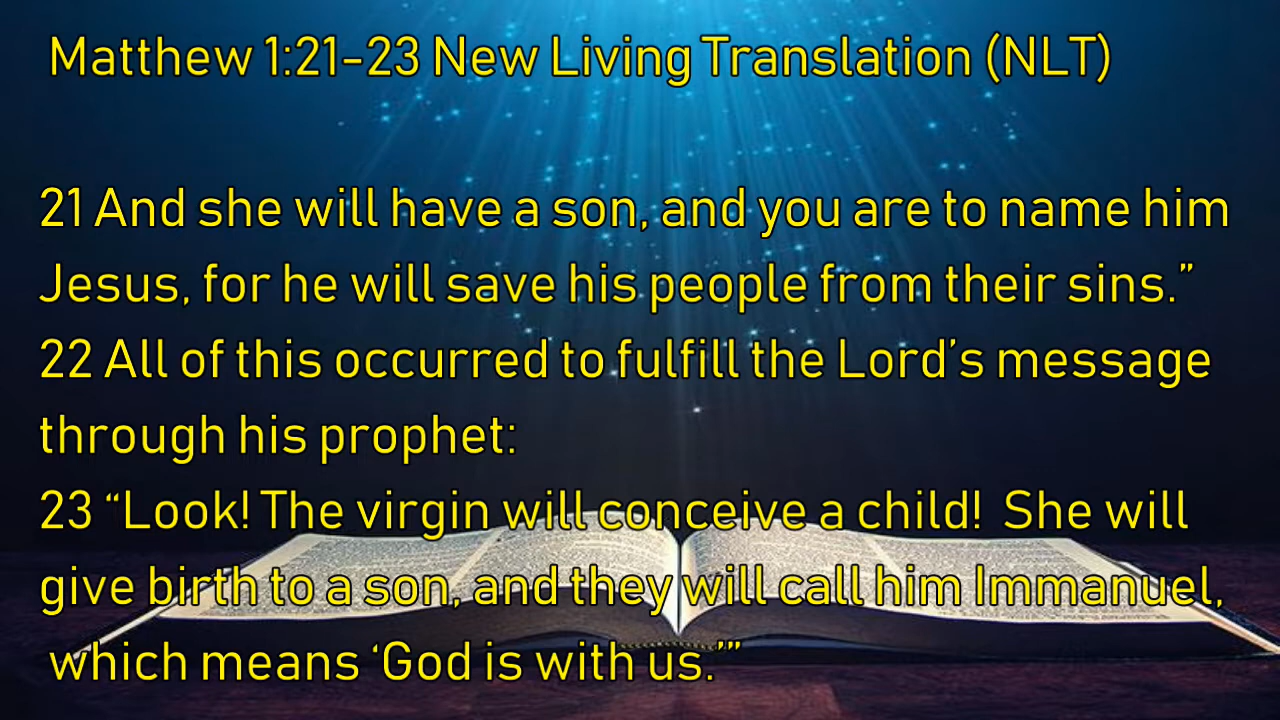 Matthew 1:21-23 New Living Translation (NLT)
21 And she will have a son, and you are to name him
Jesus, for he will save his people from their sins.”
22 All of this occurred to fulfill the Lord’s message
through his prophet:
23 “Look! The virgin will conceive a child!  She will
give birth to a son, and they will call him Immanuel,
which means ‘God is with us.’”